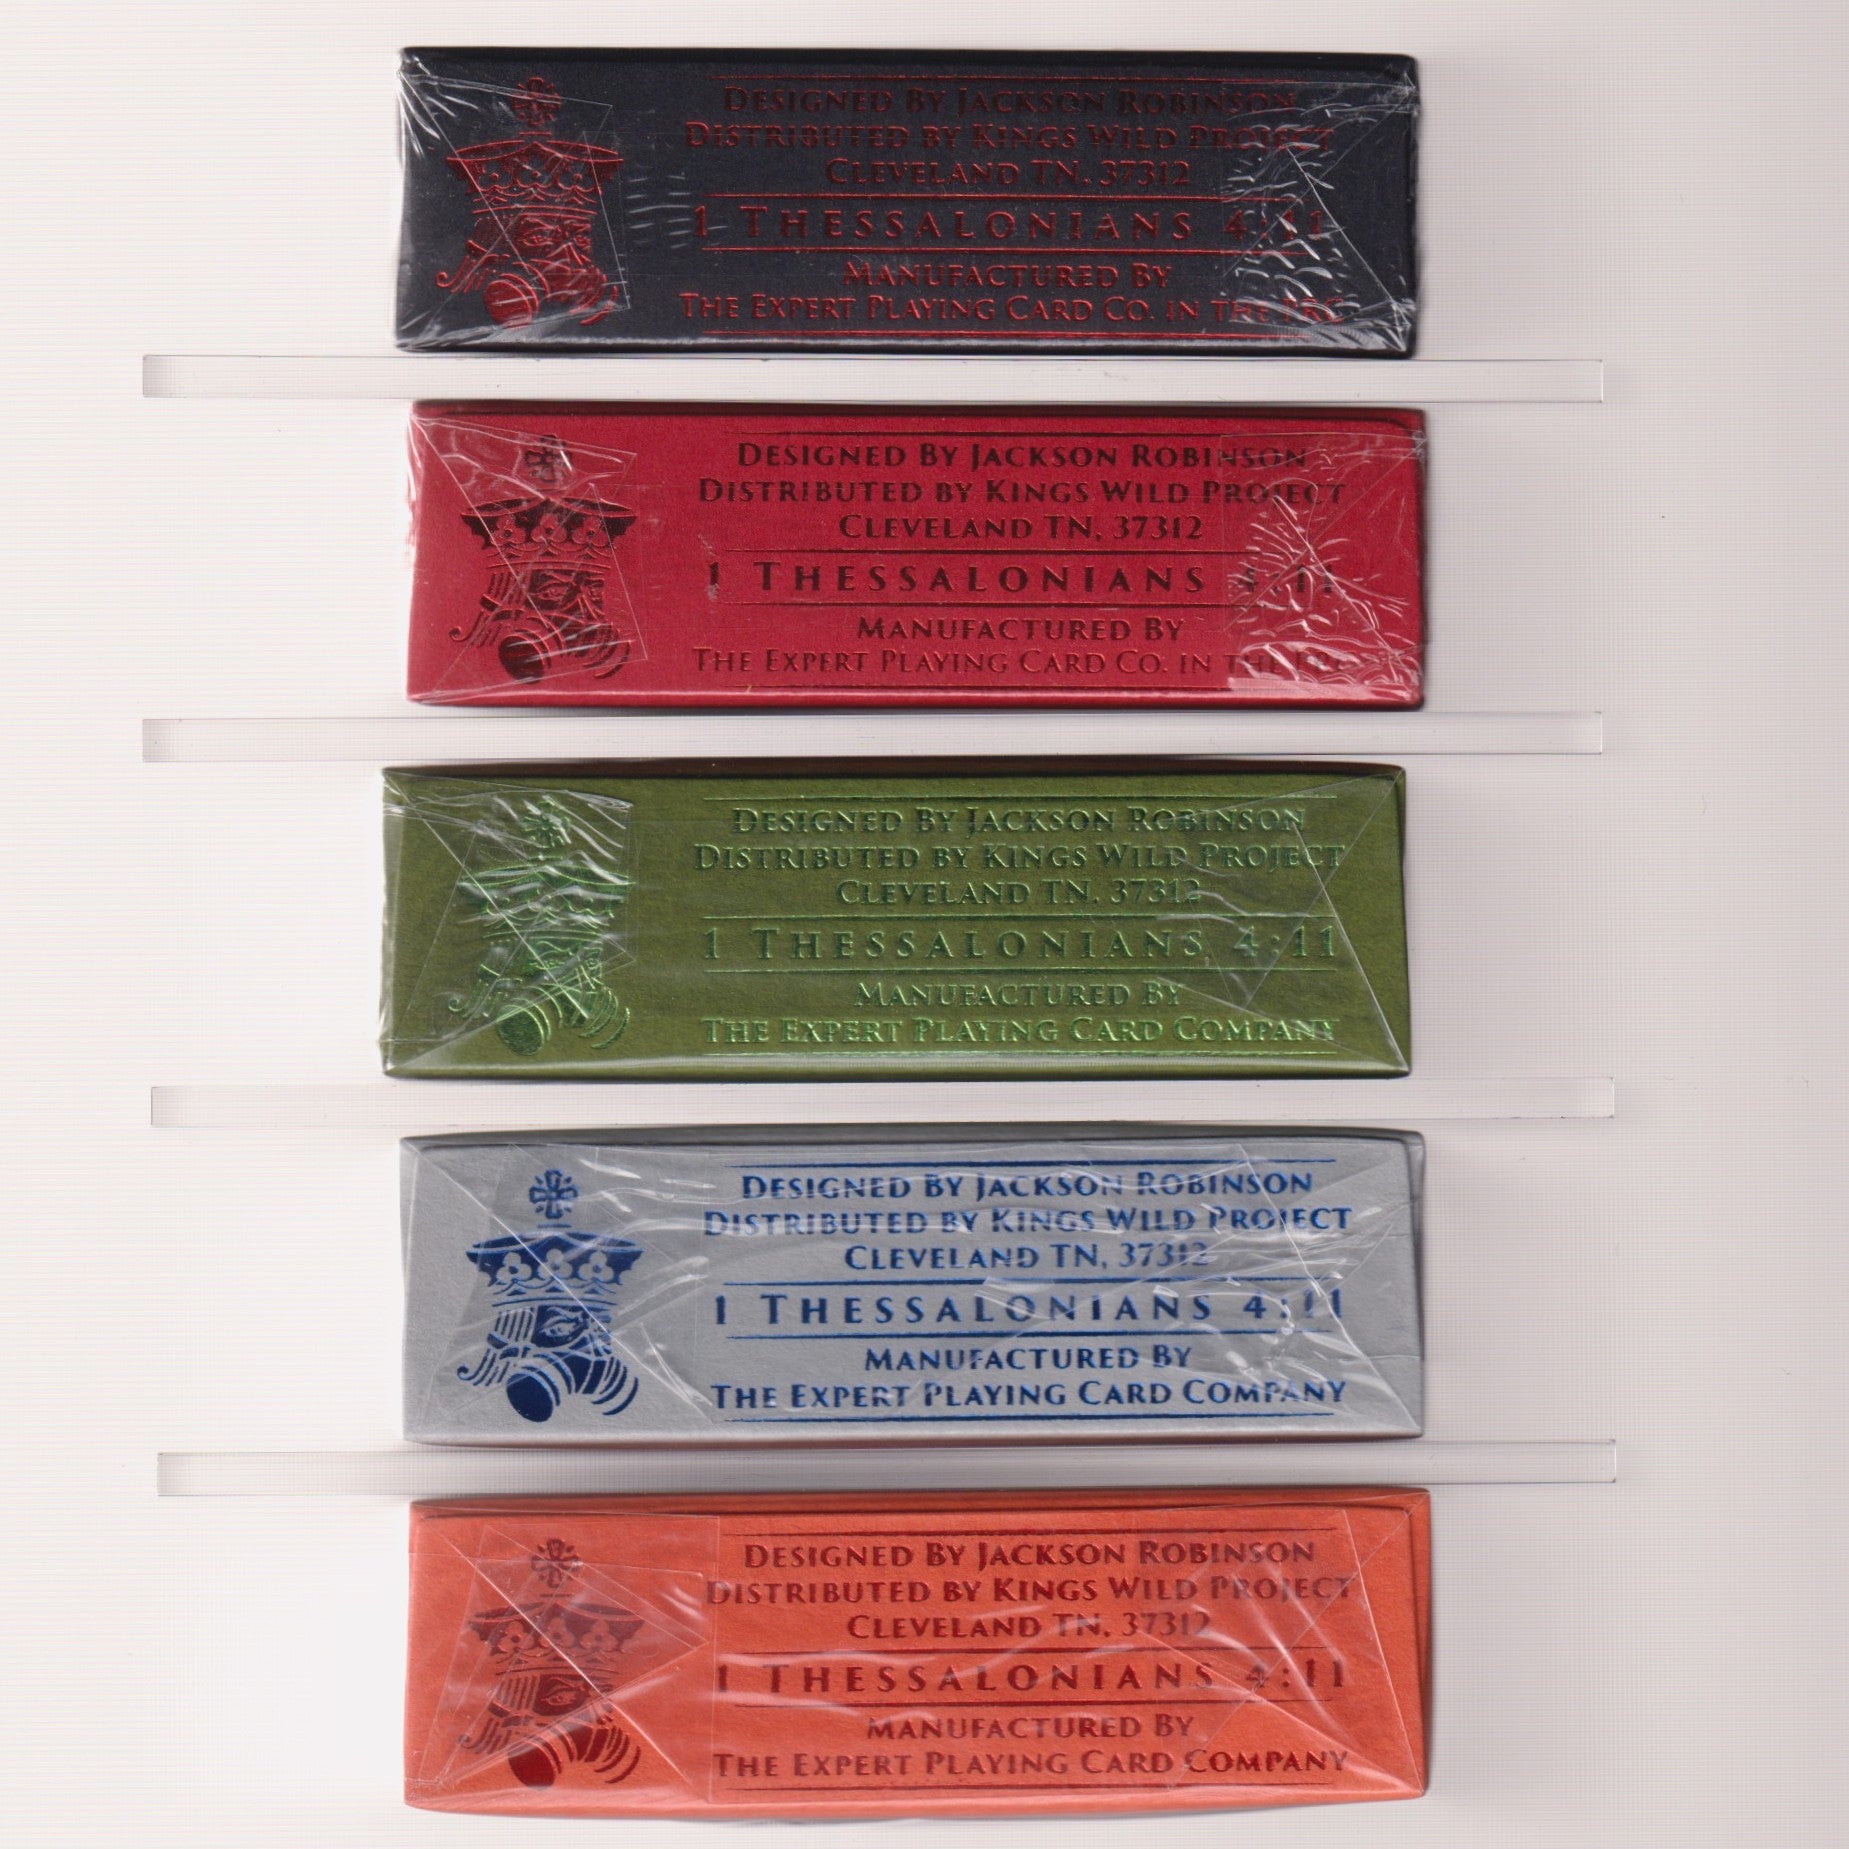 Designed By Jackson Robinson
Distributed by Kings Wild Project
Cleveland TN, 37312
1 Thessalonians 4:11
Manufactured By
The Expert Playing Card Co. in the PRC
Designed By Jackson Robinson
Distributed by Kings Wild Project
Cleveland TN, 37312
1 Thessalonians 4:11
Manufactured By
The Expert Playing Card Co. in the PRC
Designed By Jackson Robinson
Distributed by Kings Wild Project
Cleveland TN, 37312
1 Thessalonians 4:11
Manufactured By
The Expert Playing Card Company
Designed By Jackson Robinson
Distributed by Kings Wild Project
Cleveland TN, 37312
1 Thessalonians 4:11
Manufactured By
The Expert Playing Card Company
Designed By Jackson Robinson
Distributed by Kings Wild Project
Cleveland TN, 37312
1 Thessalonians 4:11
Manufactured By
The Expert Playing Card Company